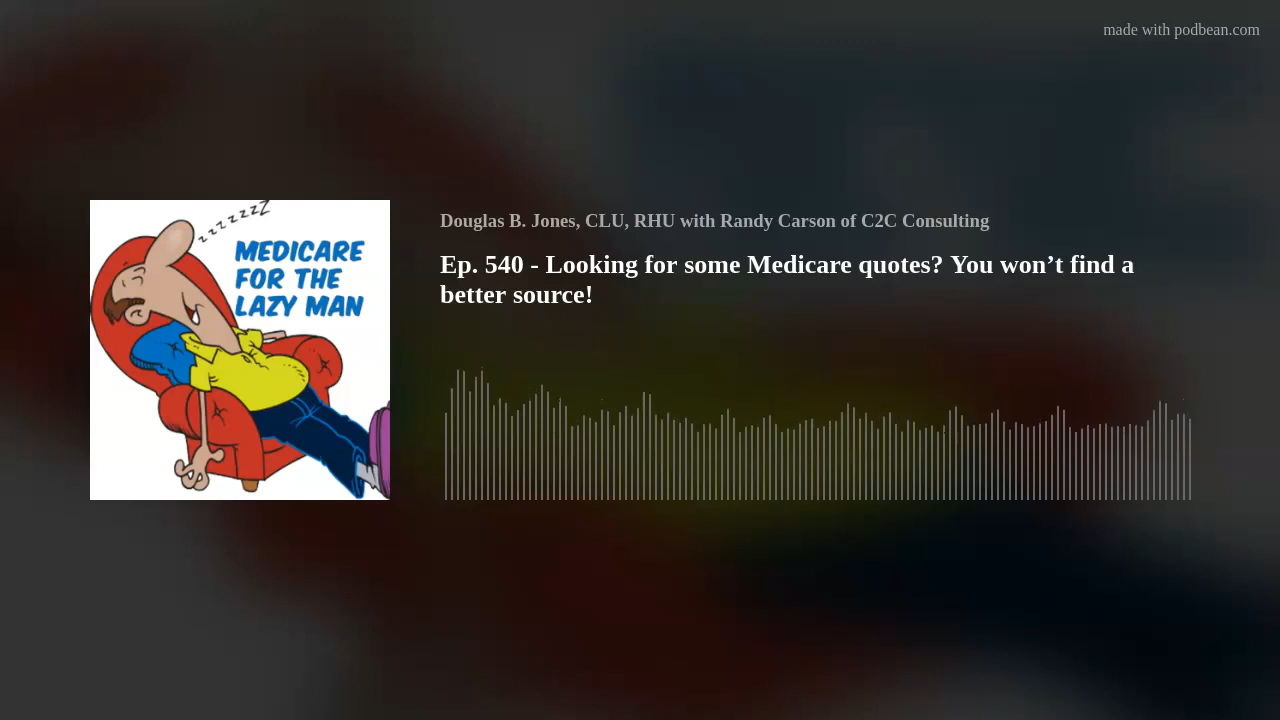 made with podbean.com
zzzzzzZ
MEDICARE
FOR THE
LAZY MAN
Douglas B. Jones, CLU, RHU with Randy Carson of C2C Consulting
Ep. 540 - Looking for some Medicare quotes? You won’t find a
better source!